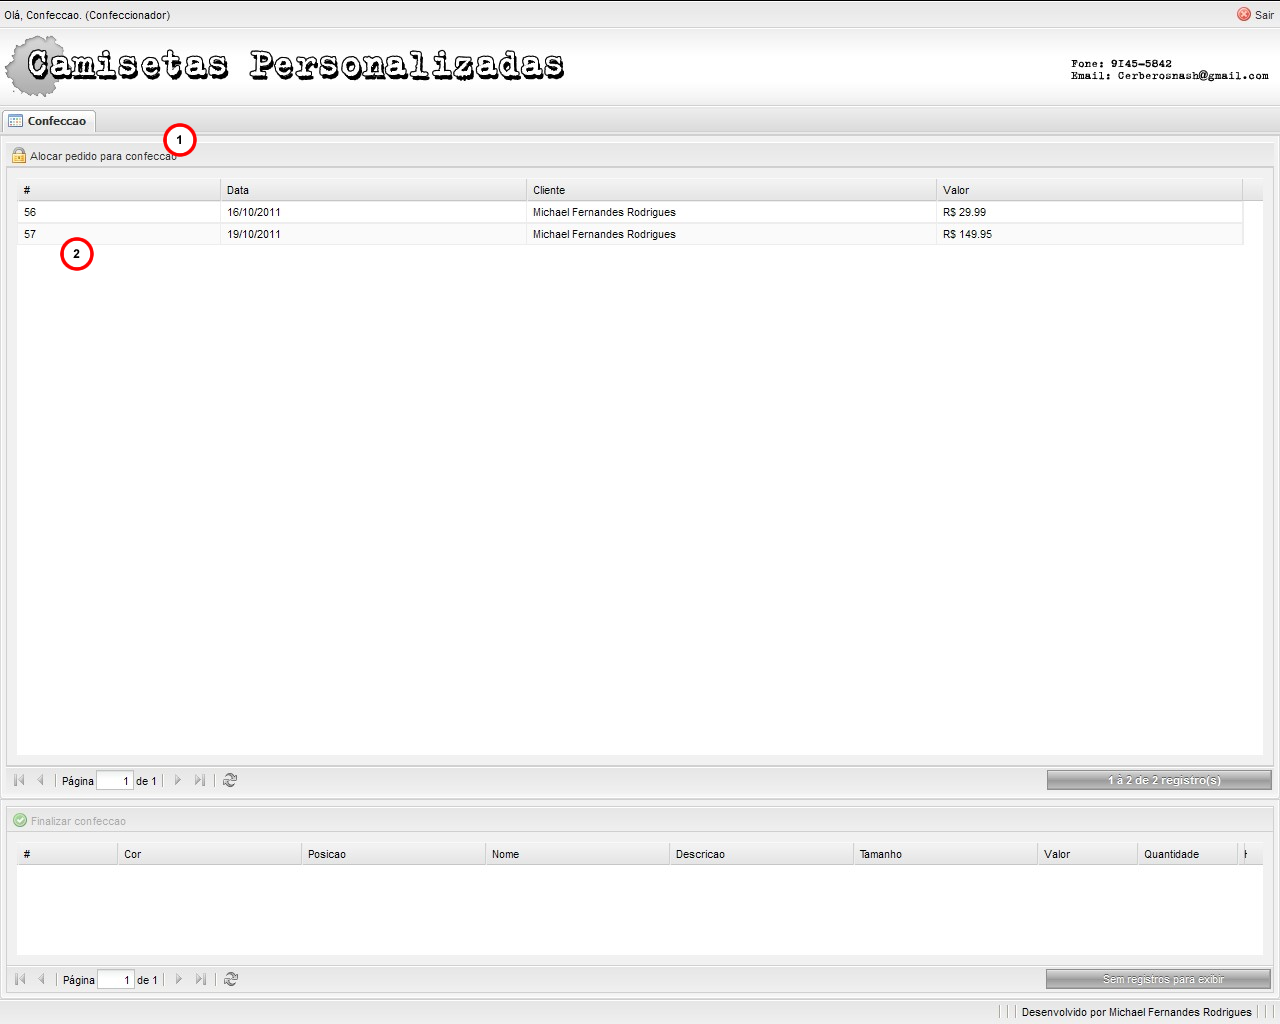 Olá, Confeccao. (Confeccionador) Sair
Camisetas Personalizadas
Fone: 9145-5842
Email: Cerberosnash@gmail.com
Confeccao
1
Alocar pedido para confeccao
# Data Cliente Valor
56 16/10/2011 Michael Fernandes Rodrigues R$ 29.99
57 19/10/2011 Michael Fernandes Rodrigues R$ 149.95
2
Página 1 de 1 1 à 2 de 2 registro(s)
Finalizar confeccao
# Cor Posicao Nome Descricao Tamanho Valor Quantidade
Página 1 de 1 Sem registros para exibir
Desenvolvido por Michael Fernandes Rodrigues